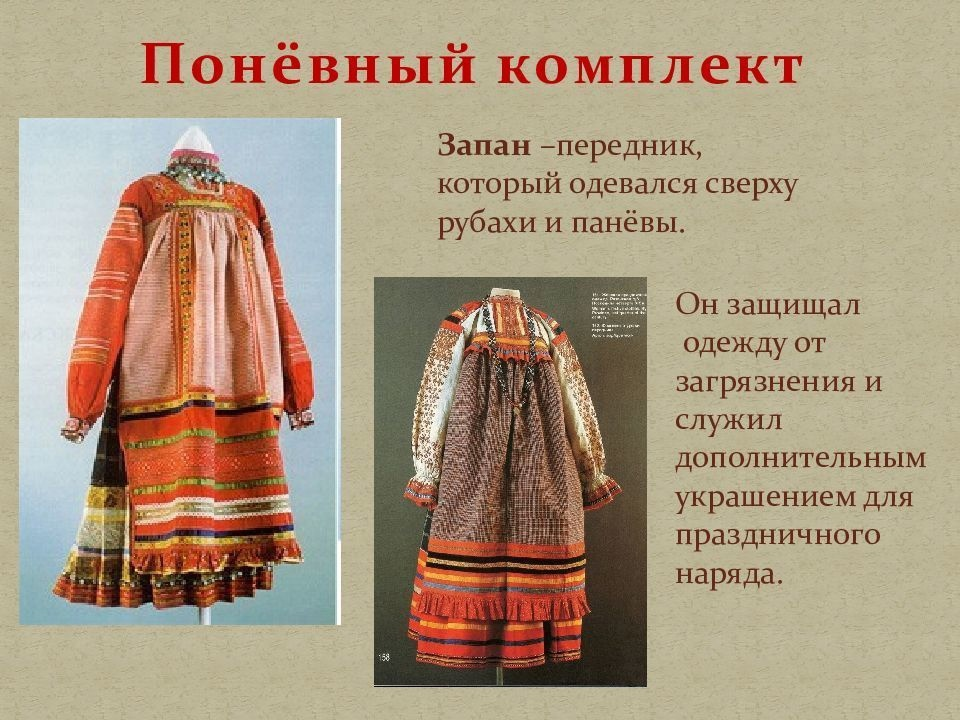 Понёвный комплект
Запан –передник,
который одевался сверху
рубахи и панёвы.
Он защищал
одежду от
загрязнения и
служил
дополнительным
украшением для
праздничного
наряда.
158